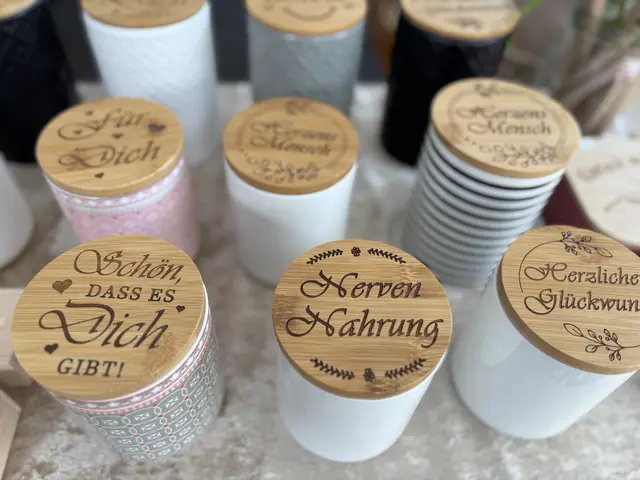 Für
Dich
Herzens
Mensch
Herzens
Mensch
Schön,
DASS ES
Dich
GIBT!
Nerven
Nahrung
Herzliche
Glückwun